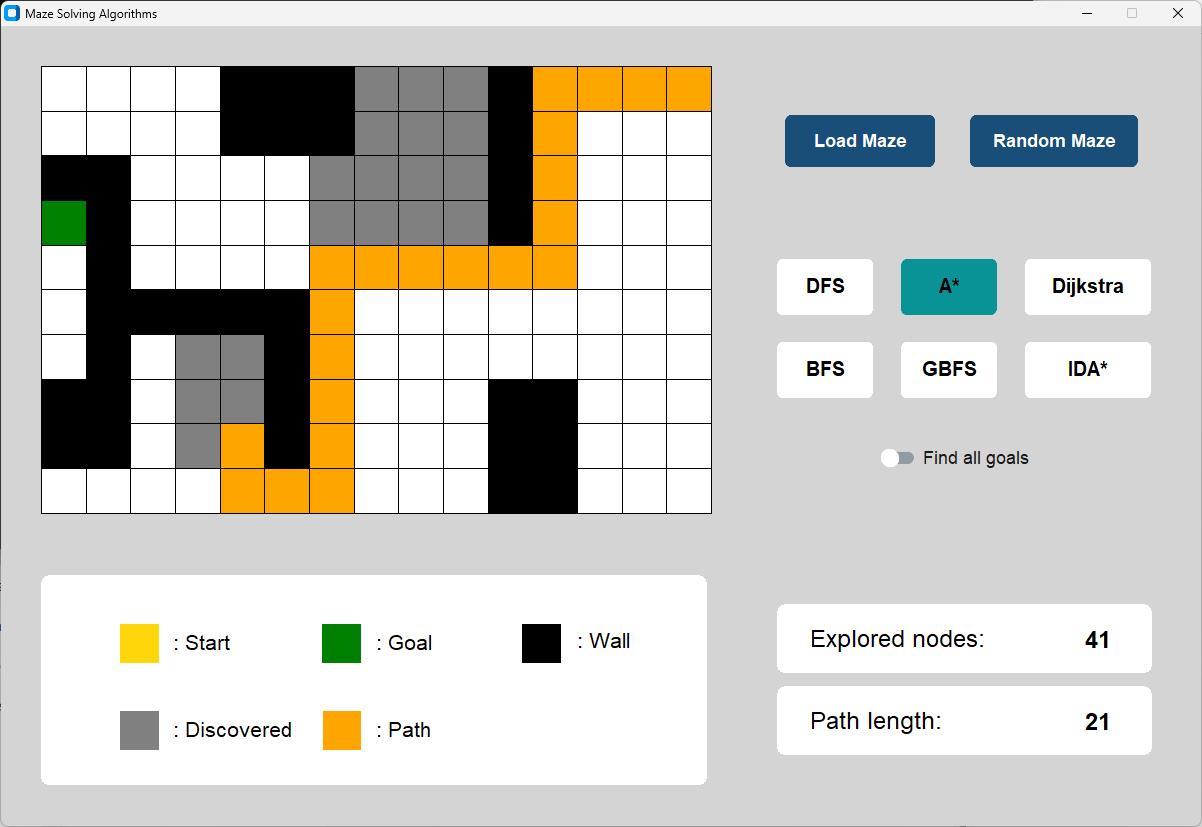 Maze Solving Algorithms
Load Maze
Random Maze
DFS
A*
Dijkstra
BFS
GBFS
IDA*
Find all goals
: Start
: Goal
: Wall
: Discovered
: Path
Explored nodes: 41
Path length: 21